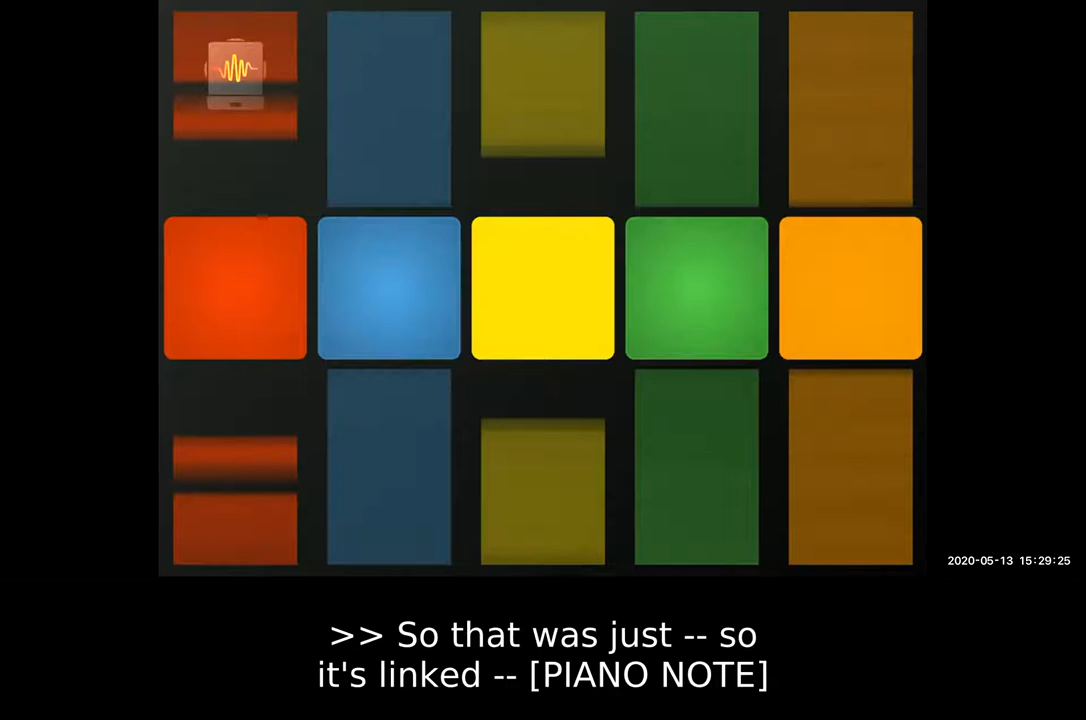 2020-05-13 15:29:25
>> So that was just -- so
it's linked -- [PIANO NOTE]